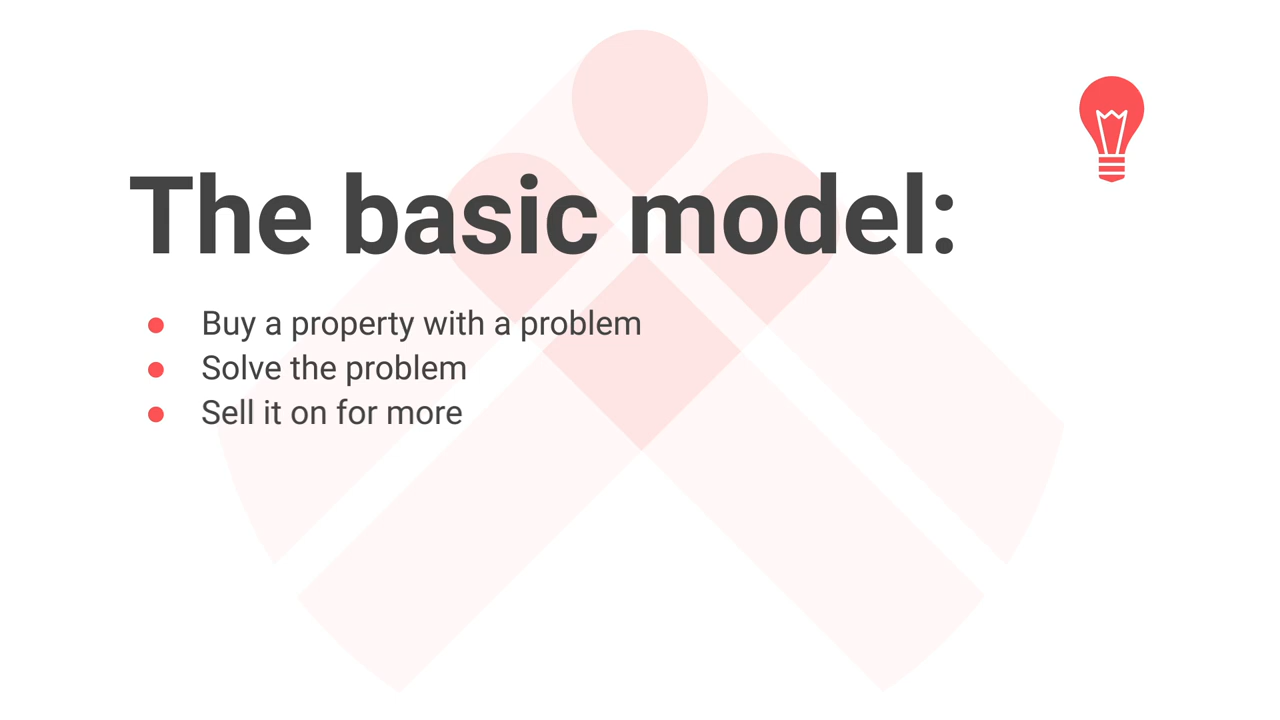 The basic model:
Buy a property with a problem
Solve the problem
Sell it on for more